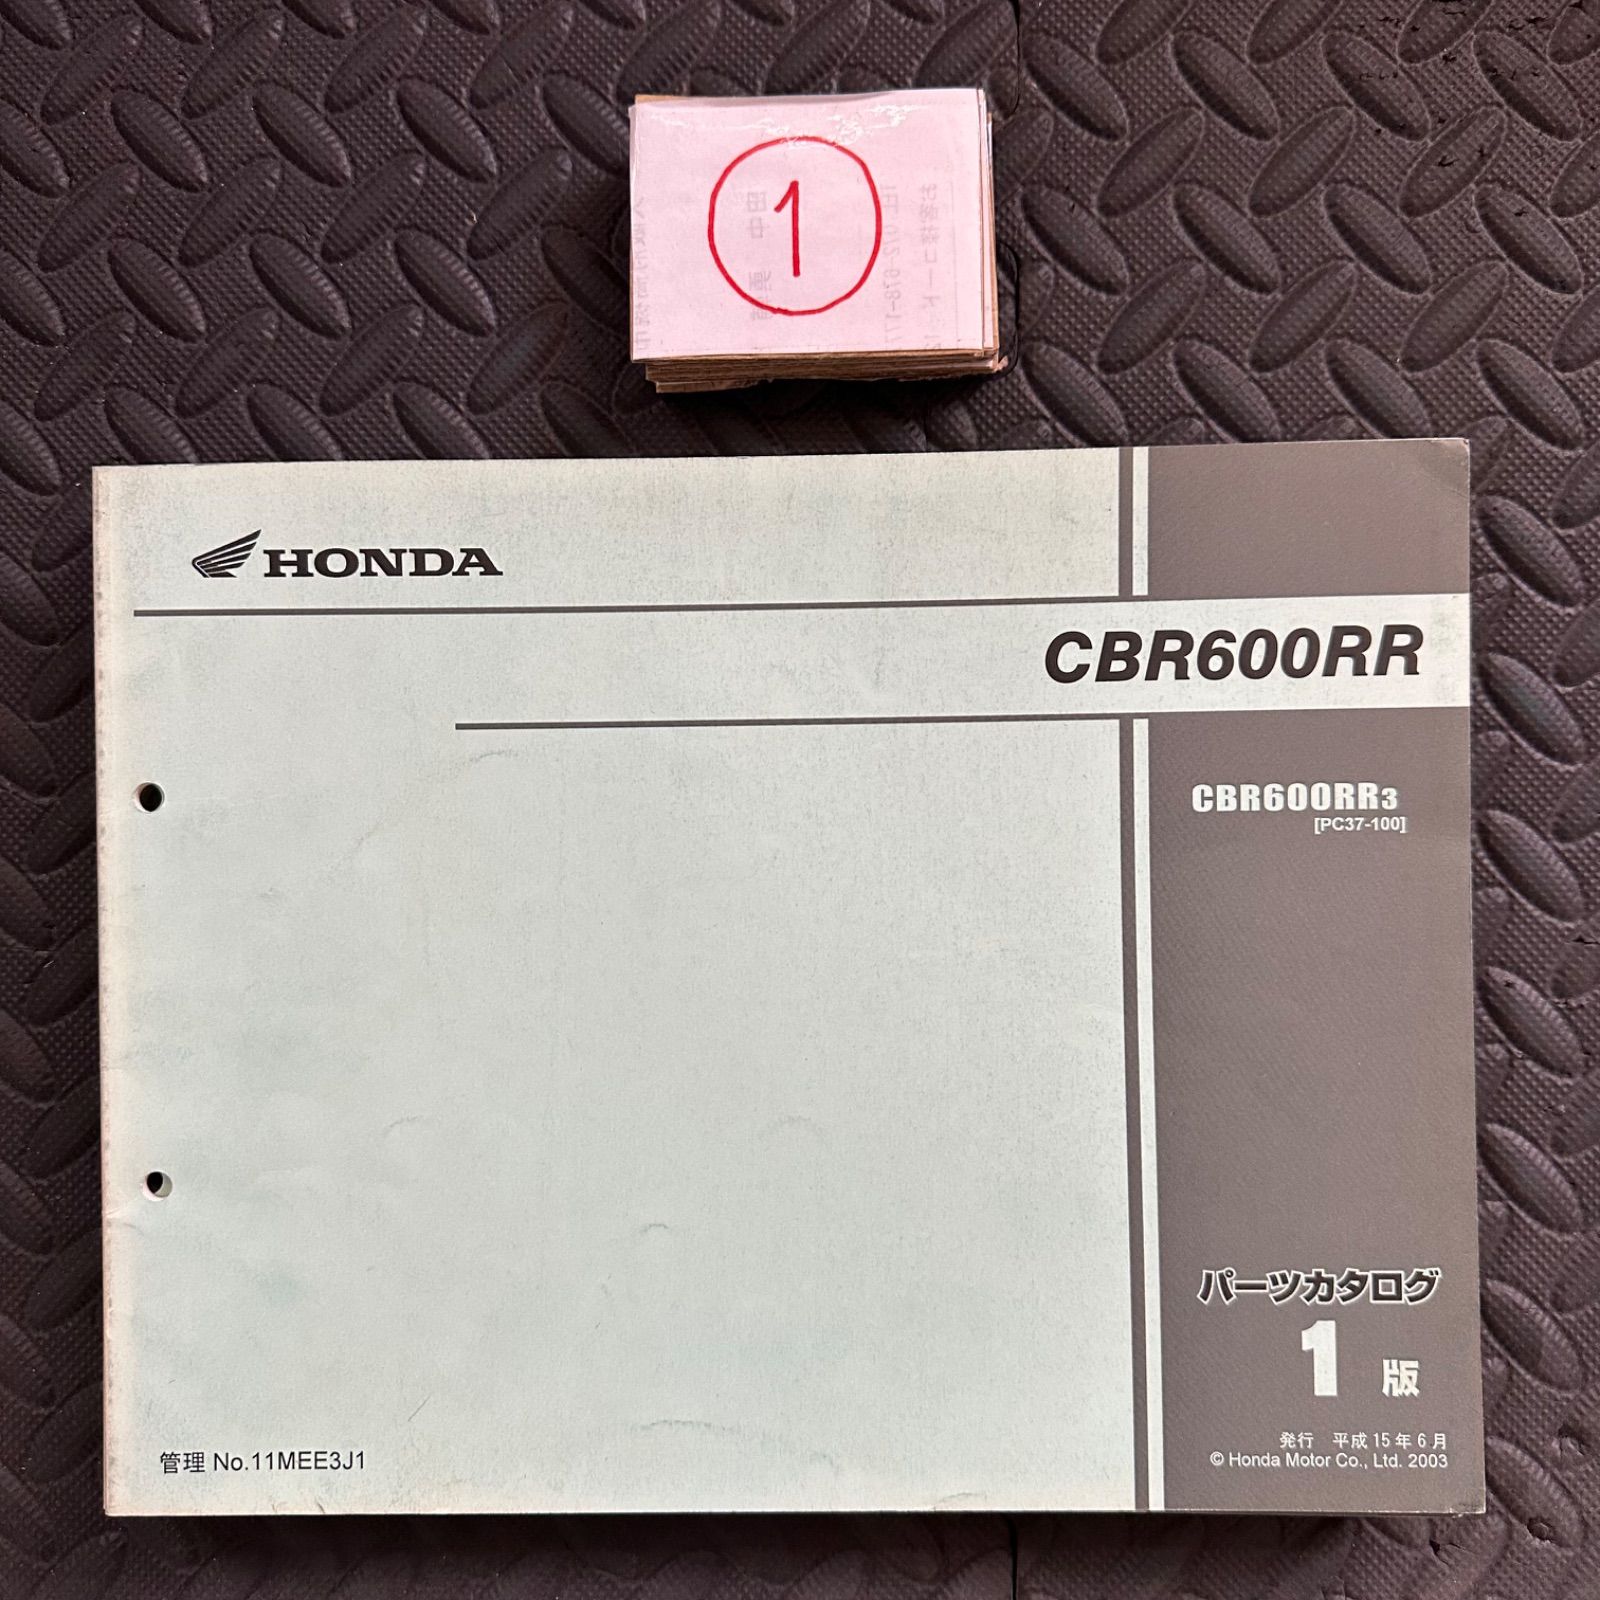 1
HONDA
CBR600RR
CBR600RR3
[PC37-100]
パーツカタログ
1版
発行 平成15年6月
© Honda Motor Co., Ltd. 2003
管理 No.11MEE3J1